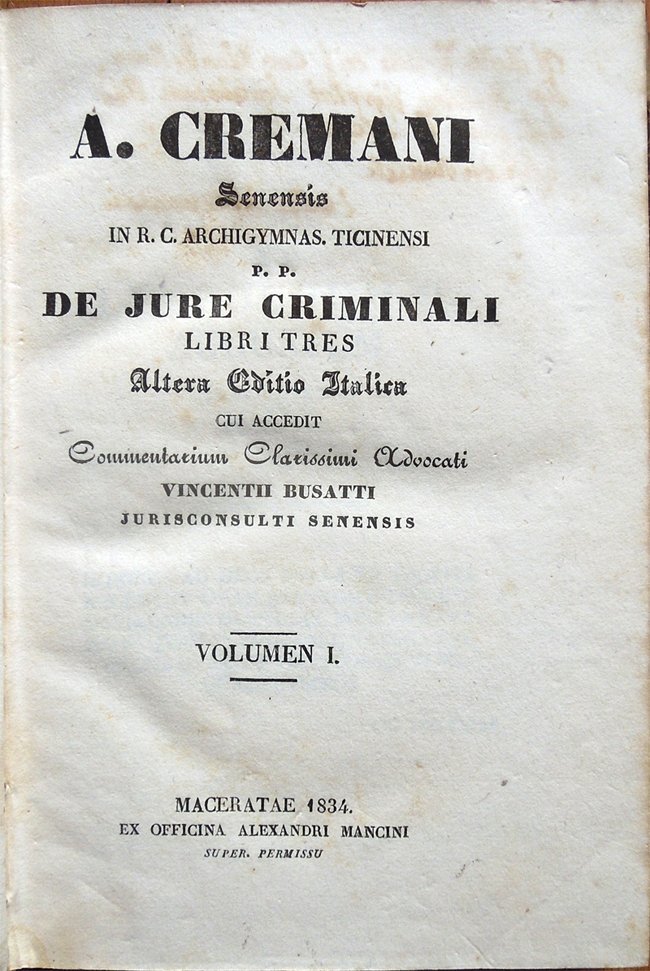 A. CREMANI
Senensis
IN R. C. ARCHIGYMNAS. TICINENSI
P. P.
DE JURE CRIMINALI
LIBRI TRES
Altera Editio Italica
CUI ACCEDIT
Commentarium Clarissimi Advocati
VINCENTII BUSATTI
JURISCONSULTI SENENSIS
VOLUMEN I.
MACERATAE 1834.
EX OFFICINA ALEXANDRI MANCINI
SUPER. PERMISSU